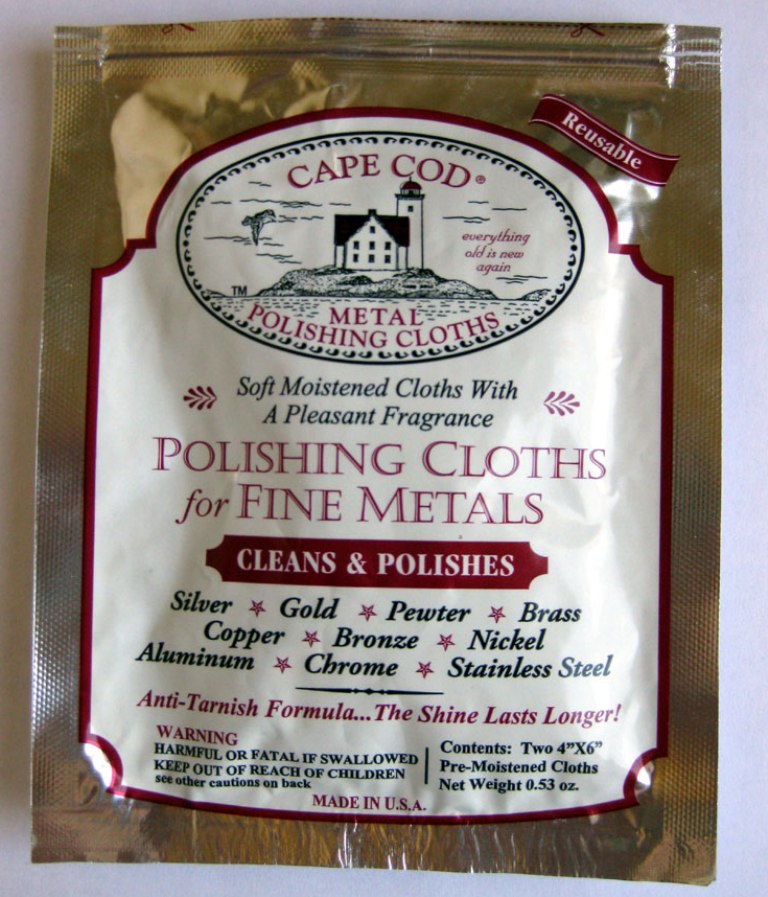 Reusable
CAPE COD®
everything
old is new
again
TM
METAL
POLISHING CLOTHS
Soft Moistened Cloths With
A Pleasant Fragrance
POLISHING CLOTHS
for FINE METALS
CLEANS & POLISHES
Silver Gold Pewter Brass
Copper Bronze Nickel
Aluminum Chrome Stainless Steel
Anti-Tarnish Formula...The Shine Lasts Longer!
WARNING
HARMFUL OR FATAL IF SWALLOWED
KEEP OUT OF REACH OF CHILDREN
see other cautions on back
Contents: Two 4"X6"
Pre-Moistened Cloths
Net Weight 0.53 oz.
MADE IN U.S.A.